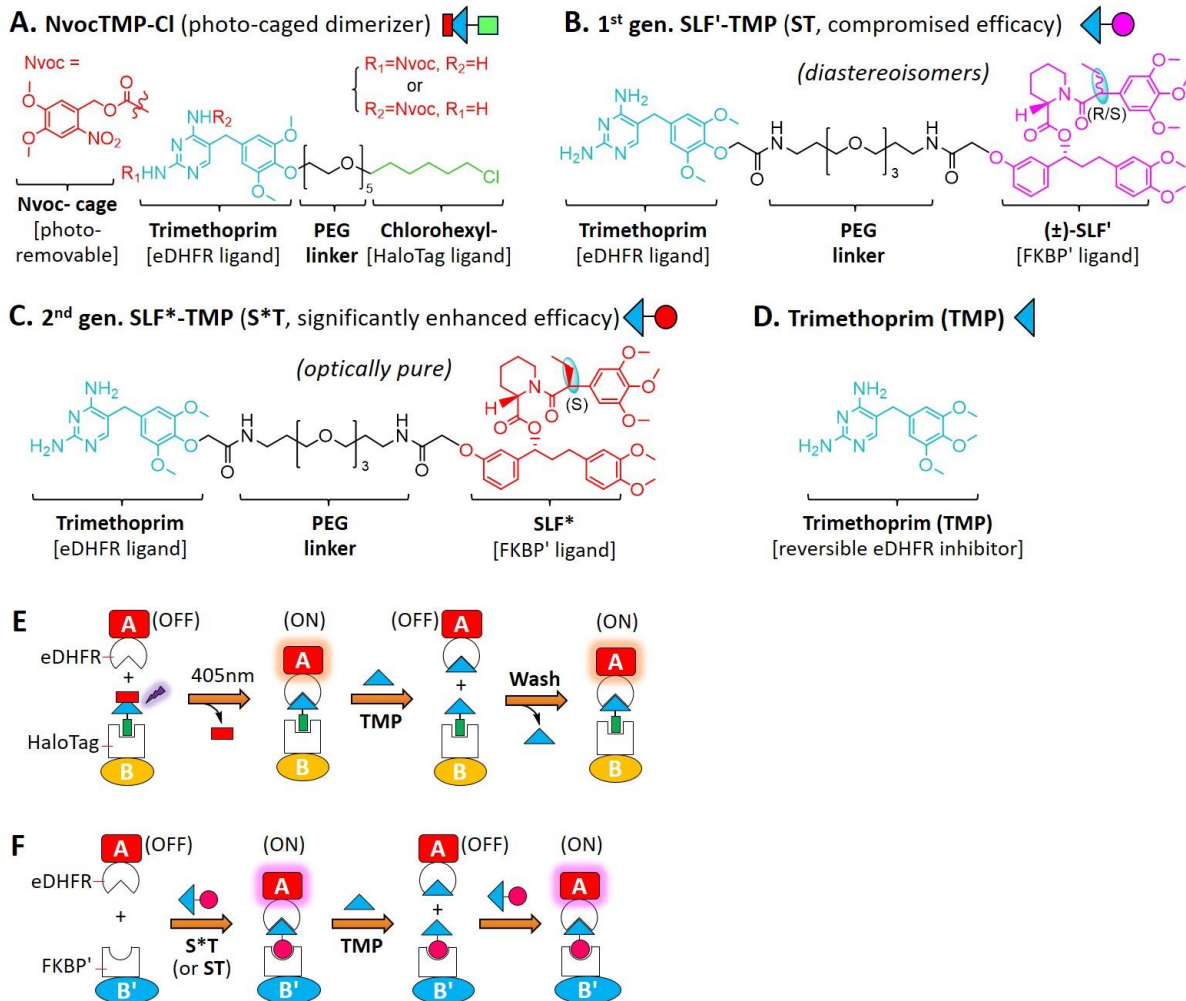 A. NvocTMP-Cl (photo-caged dimerizer)
Nvoc =
O
O
O
O
NO₂
R₁=Nvoc, R₂=H
or
R₂=Nvoc, R₁=H
NHR₂
N
N
R₁-HN
O
O
O
O
5
Cl
Nvoc- cage
[photo-
removable]
Trimethoprim
[eDHFR ligand]
PEG
linker
Chlorohexyl-
[HaloTag ligand]
B. 1st gen. SLF'-TMP (ST, compromised efficacy)
(diastereoisomers)
NH₂
N
H₂N
N
O
O
O
O
H
N
O
3
H
N
O
O
N
H
O
O
O
(R/S)
O
O
O
O
O
Trimethoprim
[eDHFR ligand]
PEG
linker
(±)-SLF'
[FKBP' ligand]
C. 2nd gen. SLF*-TMP (S*T, significantly enhanced efficacy)
(optically pure)
NH₂
N
H₂N
N
O
O
O
O
H
N
O
3
H
N
O
O
N
H
O
O
O
(S)
O
O
O
O
O
Trimethoprim
[eDHFR ligand]
PEG
linker
SLF*
[FKBP' ligand]
D. Trimethoprim (TMP)
NH₂
N
H₂N
N
O
O
O
Trimethoprim (TMP)
[reversible eDHFR inhibitor]
E
A
(OFF)
eDHFR
+
HaloTag
B
405nm
(ON)
A
B
TMP
(OFF)
A
+
B
Wash
(ON)
A
B
F
A
(OFF)
eDHFR
+
FKBP'
B'
S*T
(or ST)
(ON)
A
B'
TMP
A
(OFF)
+
B'
(ON)
A
B'